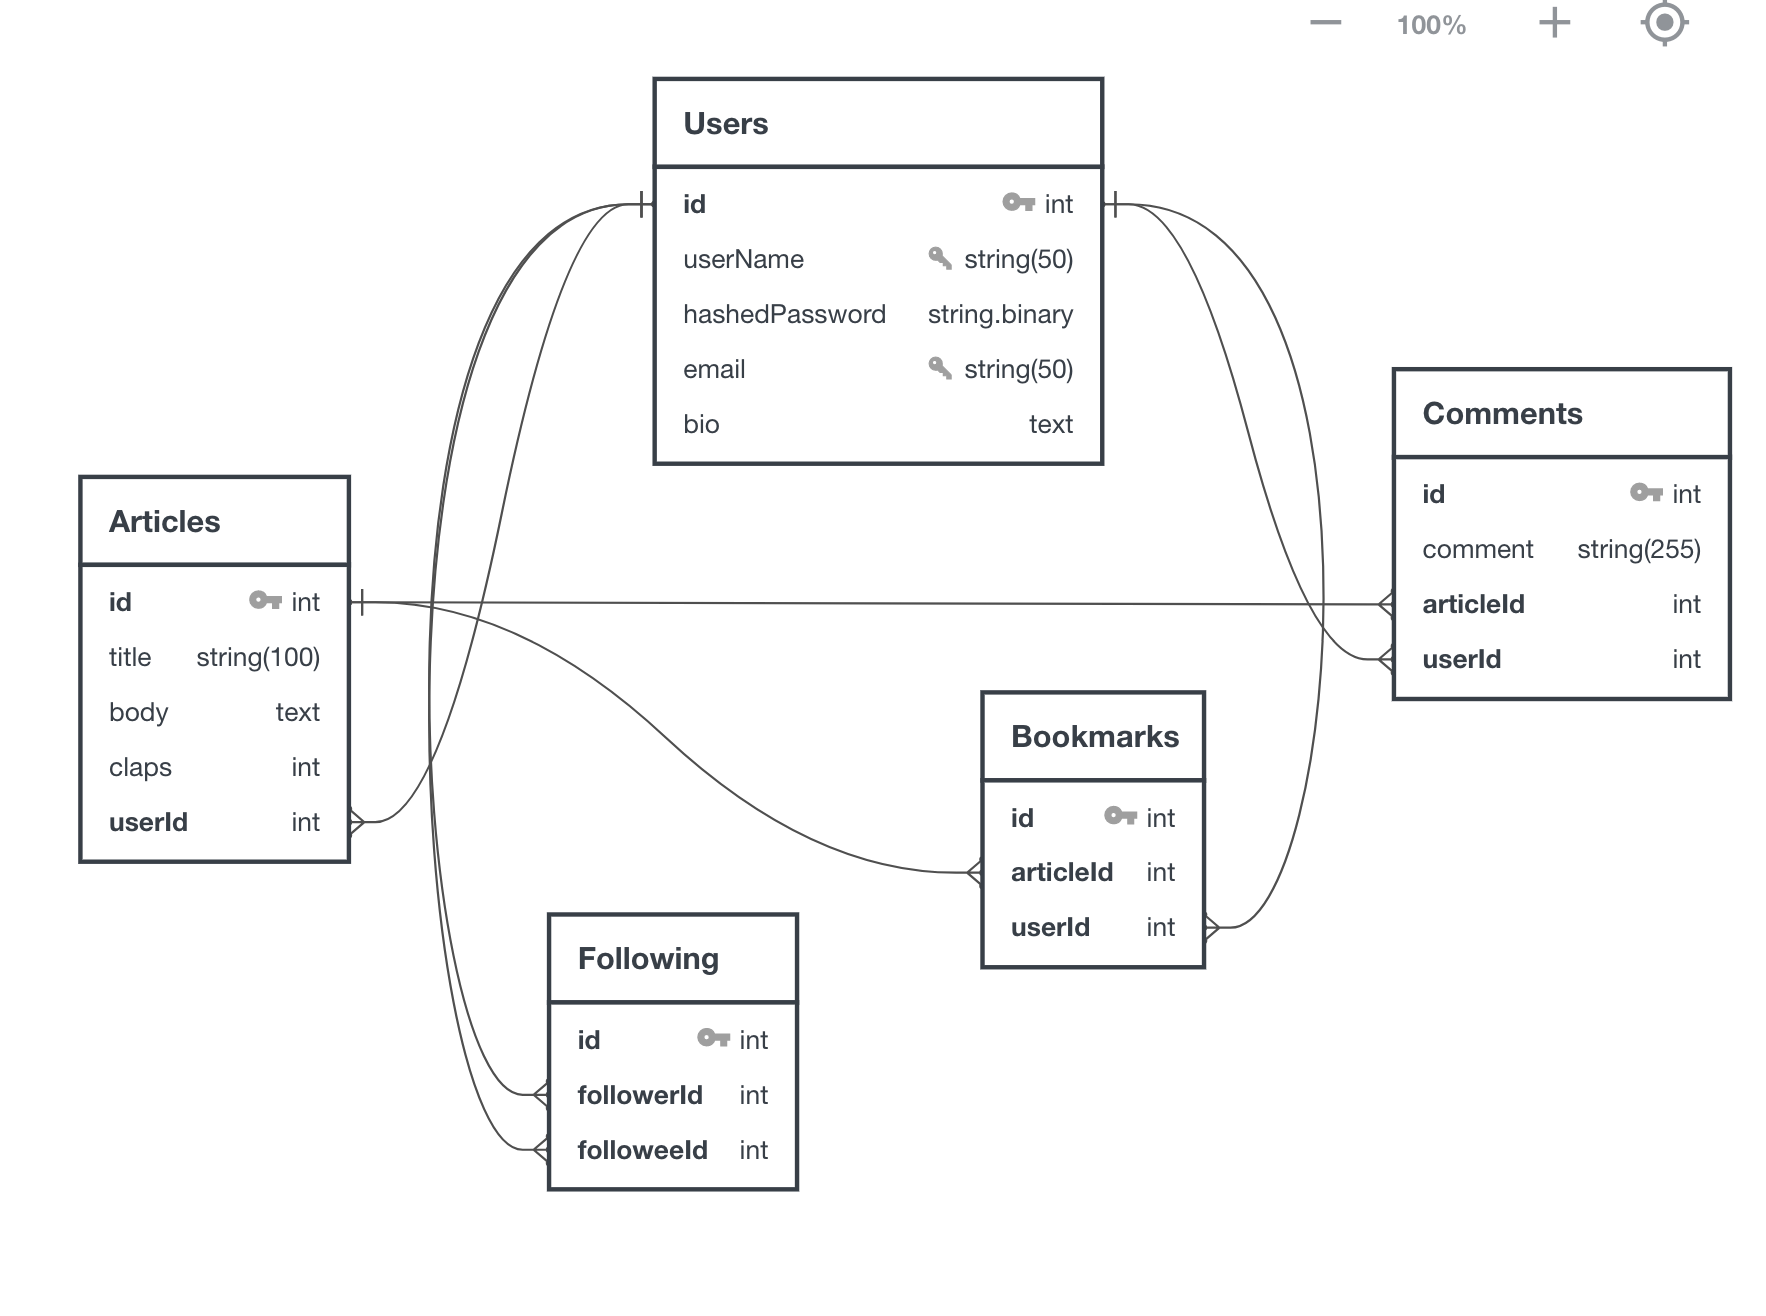 100%
Users
id int
userName string(50)
hashedPassword string.binary
email string(50)
bio text
Comments
id int
comment string(255)
articleId int
userId int
Articles
id int
title string(100)
body text
claps int
userId int
Bookmarks
id int
articleId int
userId int
Following
id int
followerId int
followeeId int